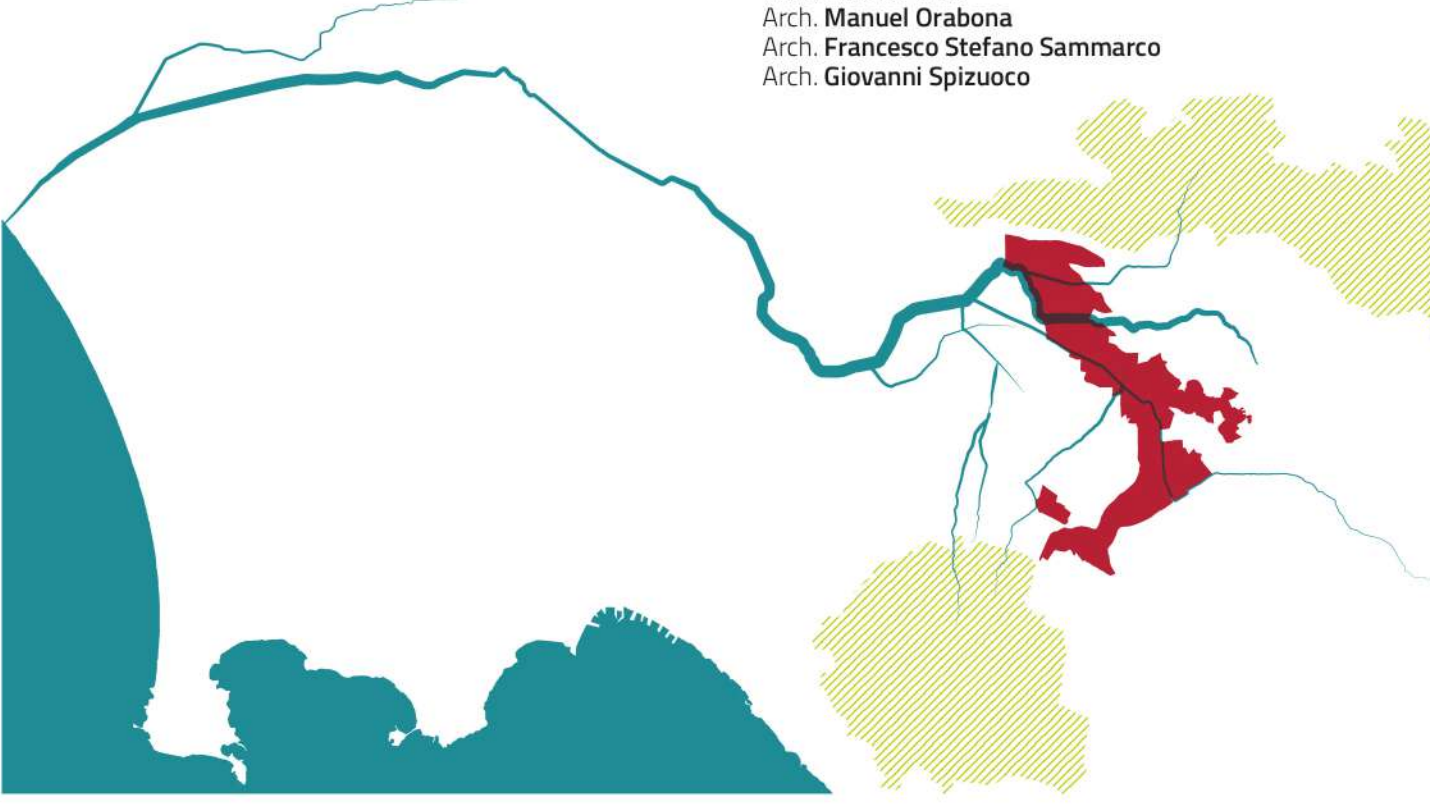 Arch. Manuel Orabona
Arch. Francesco Stefano Sammarco
Arch. Giovanni Spizuoco